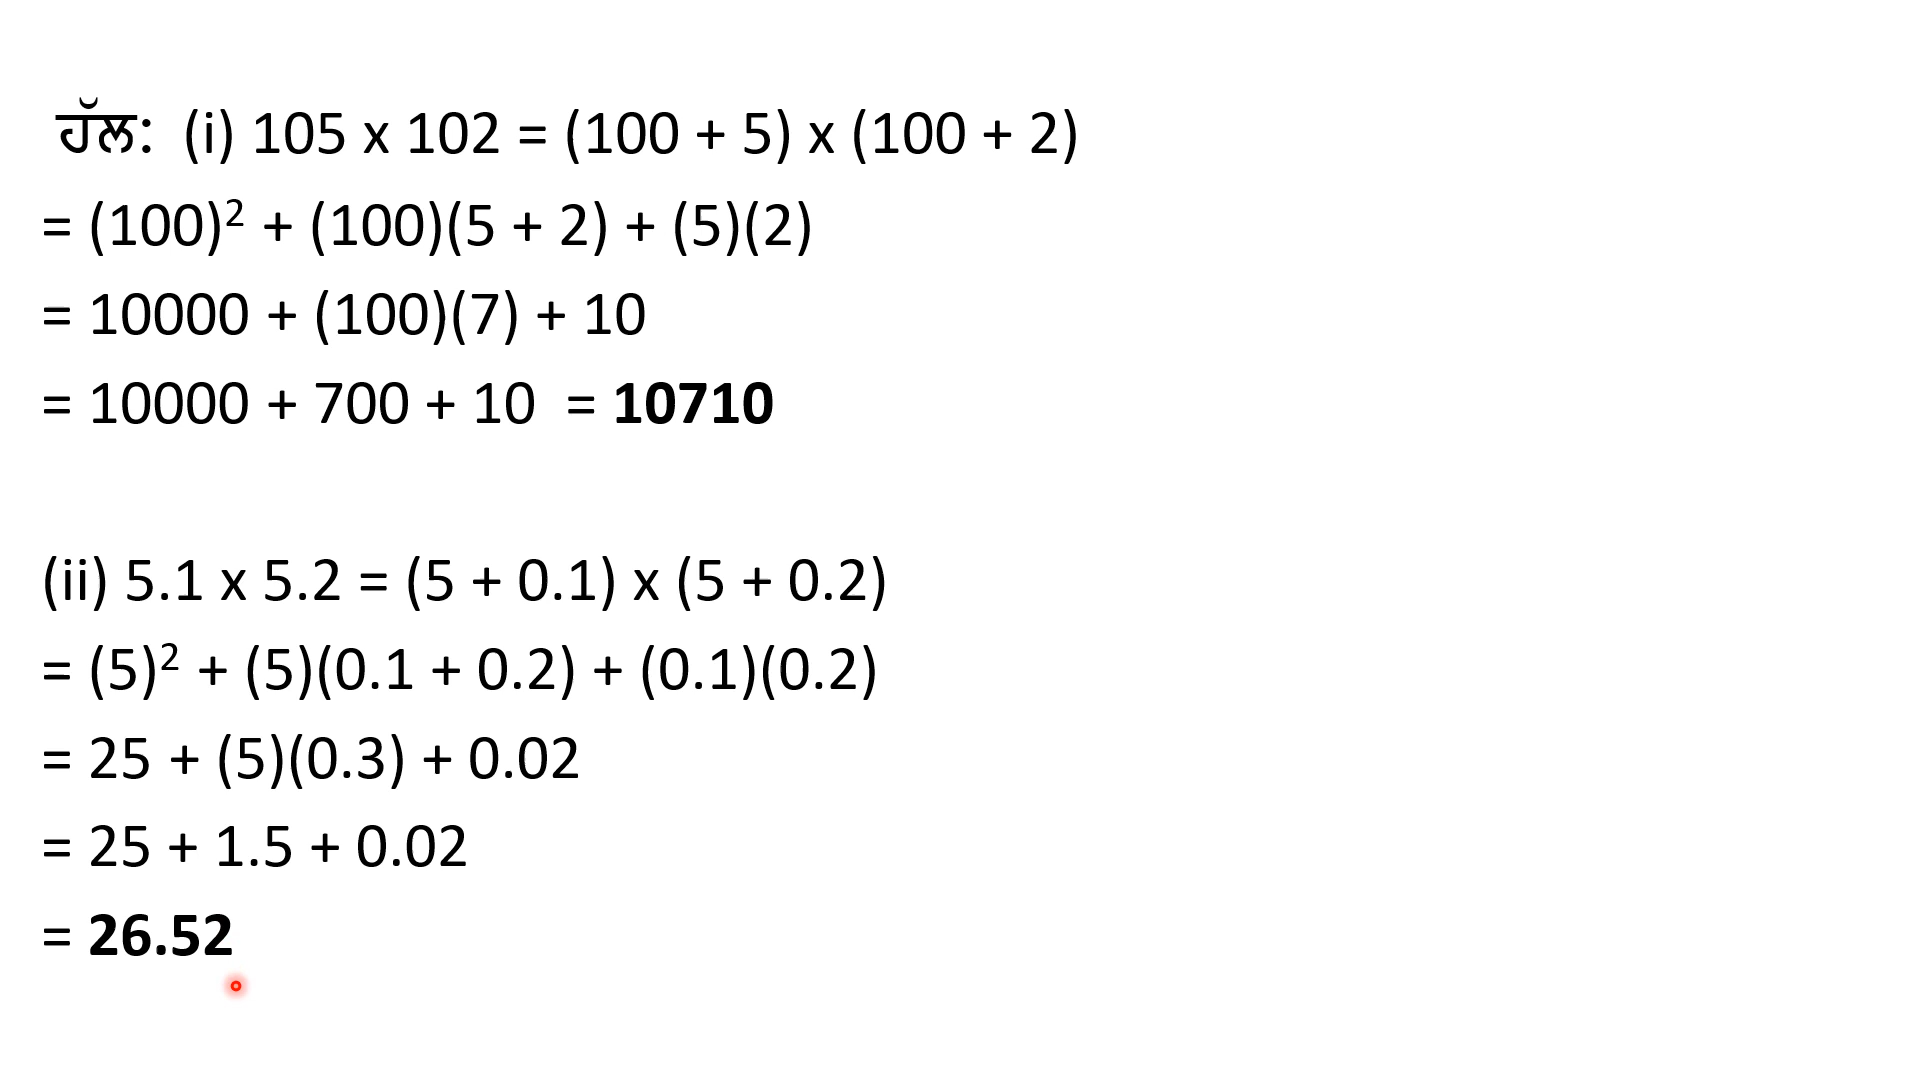 ਹੱਲ: (i) 105 x 102 = (100 + 5) x (100 + 2)
= (100)² + (100)(5 + 2) + (5)(2)
= 10000 + (100)(7) + 10
= 10000 + 700 + 10 = 10710
(ii) 5.1 x 5.2 = (5 + 0.1) x (5 + 0.2)
= (5)² + (5)(0.1 + 0.2) + (0.1)(0.2)
= 25 + (5)(0.3) + 0.02
= 25 + 1.5 + 0.02
= 26.52